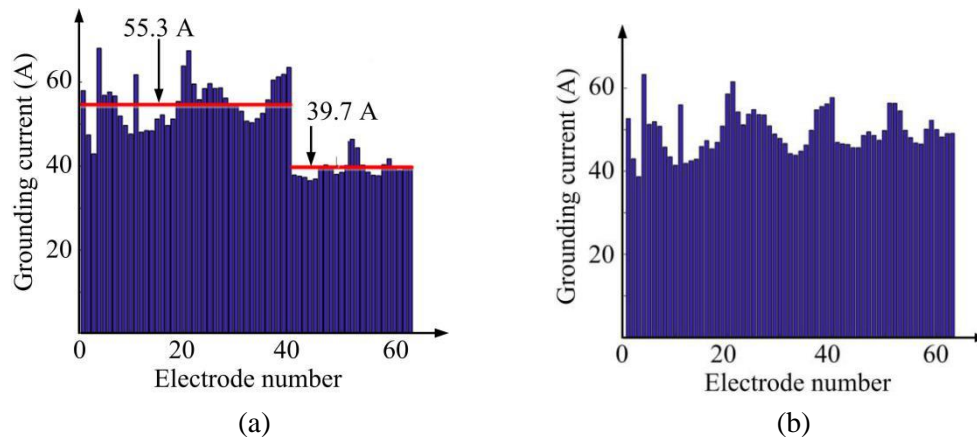 55.3 A
39.7 A
60
40
20
0 20 40 60
Grounding current (A)
Electrode number
(a)
60
40
20
0 20 40 60
Grounding current (A)
Electrode number
(b)